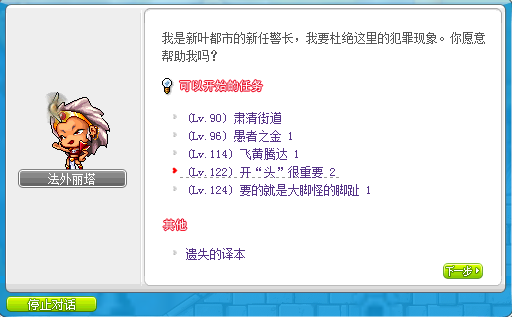 我是新叶都市的新任警长，我要杜绝这里的犯罪现象。你愿意
帮助我吗？
可以开始的任务
(Lv.90) 肃清街道
(Lv.96) 愚者之金 1
(Lv.114) 飞黄腾达 1
(Lv.122) 开“头”很重要 2
(Lv.124) 要的就是大脚怪的脚趾 1
法外丽塔
其他
遗失的译本
下一步
停止对话